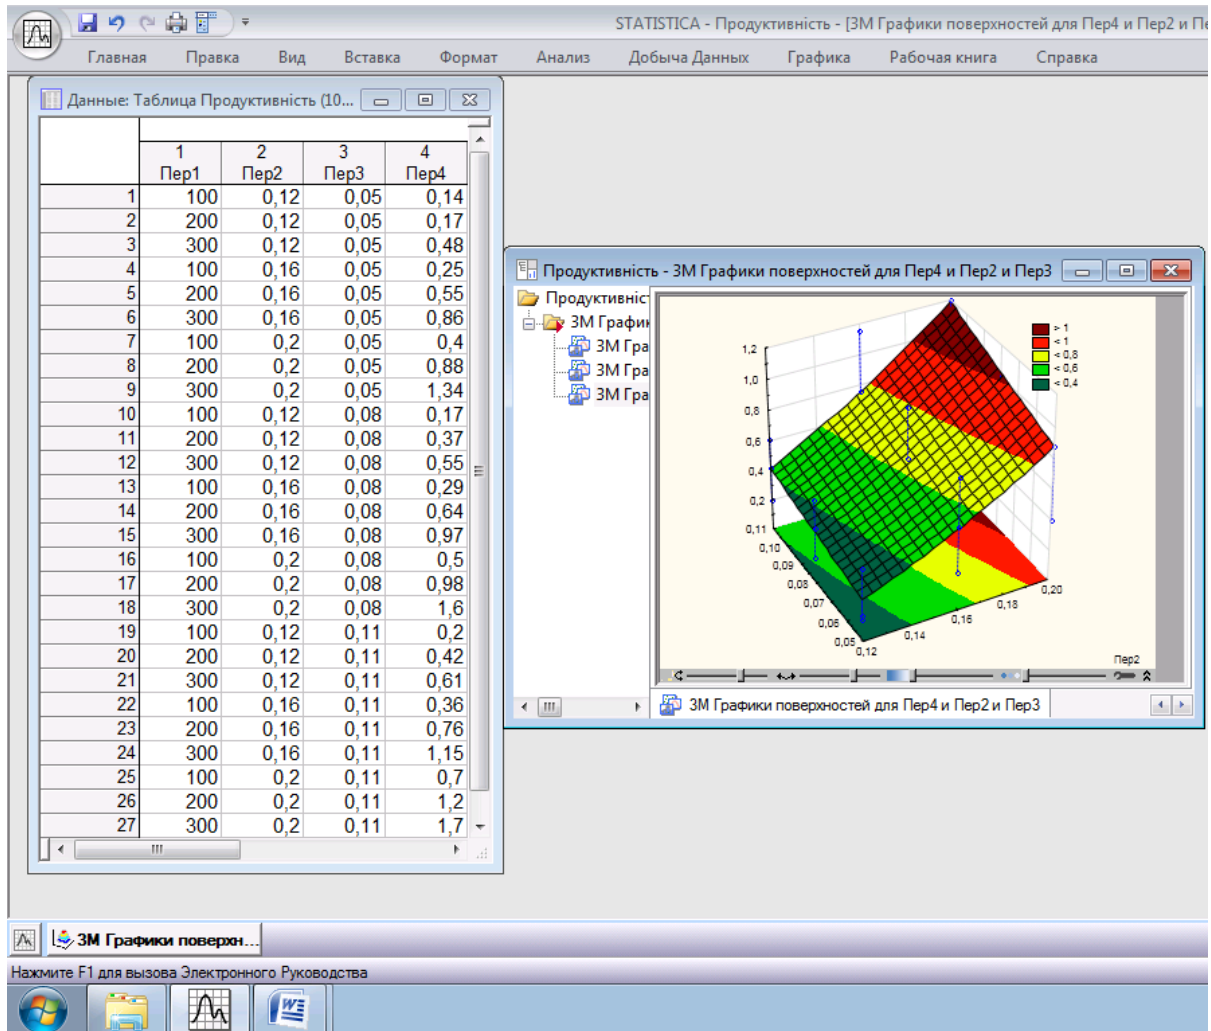 STATISTICA - Продуктивність - [3М Графики поверхностей для Пер4 и Пер2 и Пе
Главная Правка Вид Вставка Формат Анализ Добыча Данных Графика Рабочая книга Справка
Данные: Таблица Продуктивність (10...
1 2 3 4
Пер1 Пер2 Пер3 Пер4
1 100 0,12 0,05 0,14
2 200 0,12 0,05 0,17
3 300 0,12 0,05 0,48
4 100 0,16 0,05 0,25
5 200 0,16 0,05 0,55
6 300 0,16 0,05 0,86
7 100 0,2 0,05 0,4
8 200 0,2 0,05 0,88
9 300 0,2 0,05 1,34
10 100 0,12 0,08 0,17
11 200 0,12 0,08 0,37
12 300 0,12 0,08 0,55
13 100 0,16 0,08 0,29
14 200 0,16 0,08 0,64
15 300 0,16 0,08 0,97
16 100 0,2 0,08 0,5
17 200 0,2 0,08 0,98
18 300 0,2 0,08 1,6
19 100 0,12 0,11 0,2
20 200 0,12 0,11 0,42
21 300 0,12 0,11 0,61
22 100 0,16 0,11 0,36
23 200 0,16 0,11 0,76
24 300 0,16 0,11 1,15
25 100 0,2 0,11 0,7
26 200 0,2 0,11 1,2
27 300 0,2 0,11 1,7
Продуктивність - 3М Графики поверхностей для Пер4 и Пер2 и Пер3
Продуктивніс
3М График
3М Гра
3М Гра
3М Гра
> 1
< 1
< 0,8
< 0,6
< 0,4
1,2
1,0
0,8
0,6
0,4
0,2
0,11
0,10
0,09
0,08
0,07
0,06
0,05
0,12
0,14
0,16
0,18
0,20
Пер2
3М Графики поверхностей для Пер4 и Пер2 и Пер3
3М Графики поверхн...
Нажмите F1 для вызова Электронного Руководства